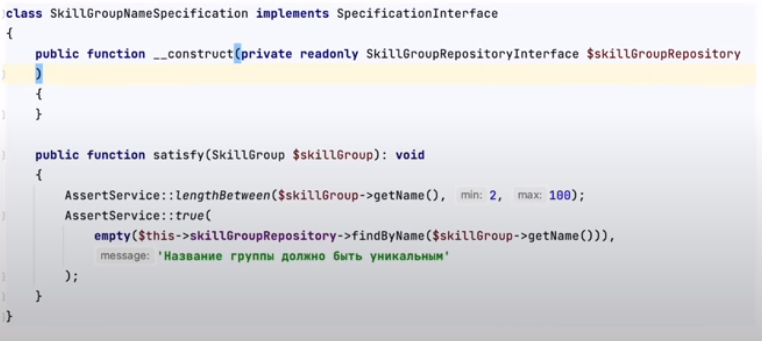 class SkillGroupNameSpecification implements SpecificationInterface
{
public function __construct(private readonly SkillGroupRepositoryInterface $skillGroupRepository
)
{
}
public function satisfy(SkillGroup $skillGroup): void
{
AssertService::lengthBetween($skillGroup->getName(), min: 2, max: 100);
AssertService::true(
empty($this->skillGroupRepository->findByName($skillGroup->getName())),
message: 'Название группы должно быть уникальным'
);
}
}